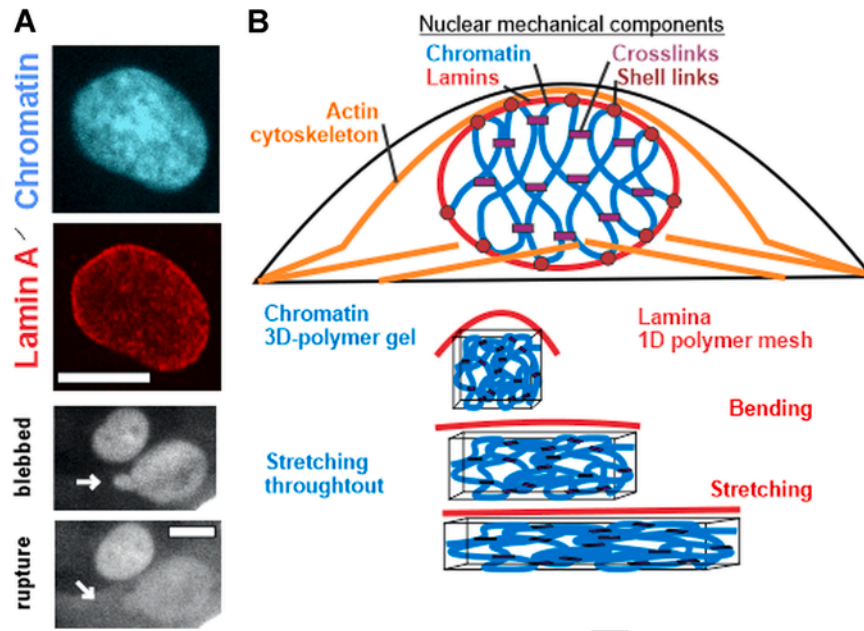 A
Chromatin
Lamin A
blebbed
rupture
B
Nuclear mechanical components
Chromatin
Lamins
Crosslinks
Shell links
Actin
cytoskeleton
Chromatin
3D-polymer gel
Lamina
1D polymer mesh
Bending
Stretching
throughtout
Stretching